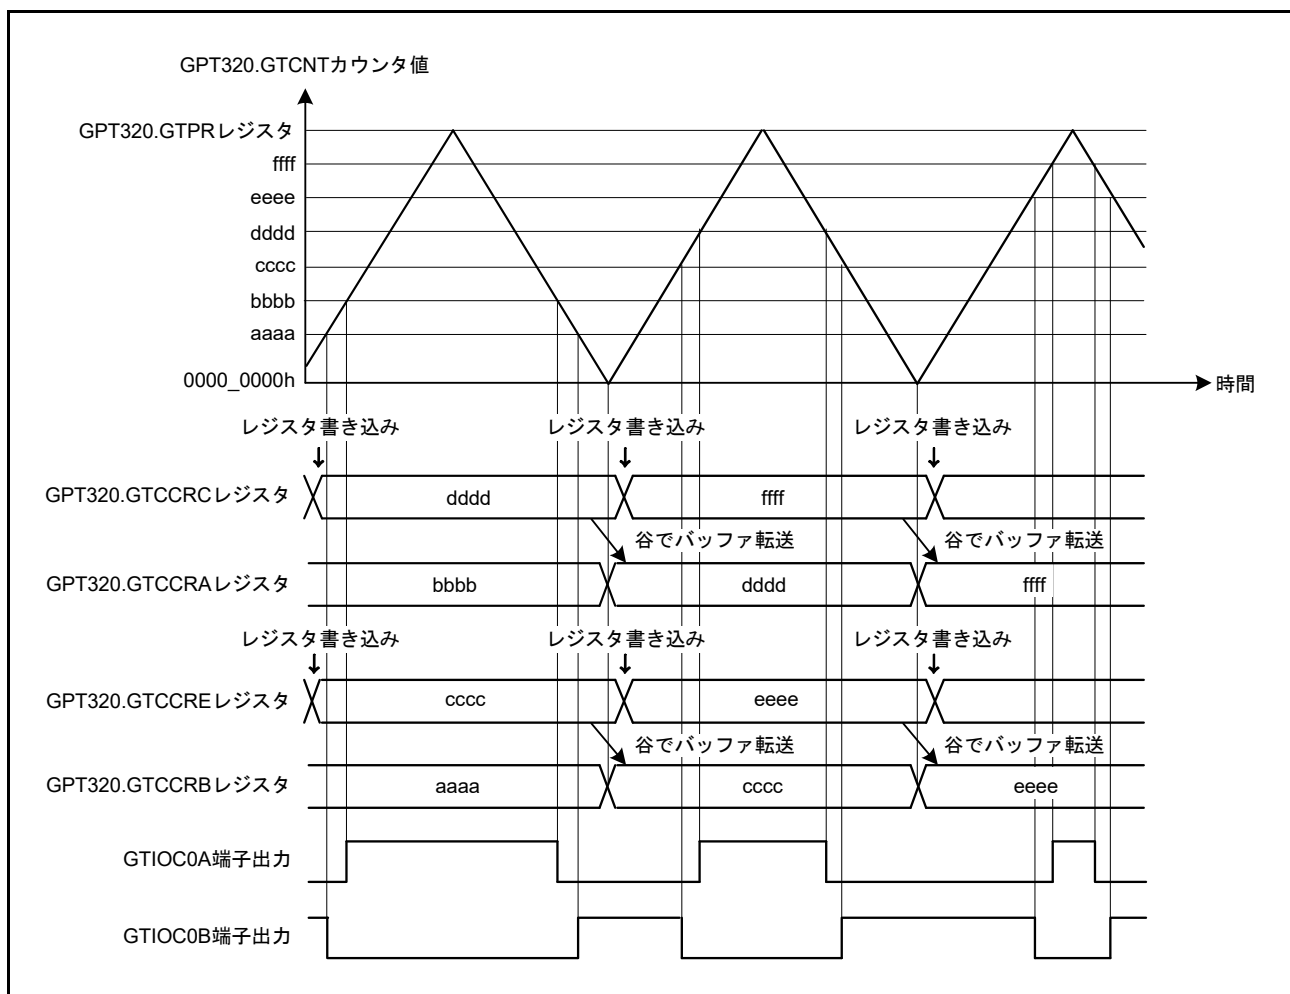 GPT320.GTCNTカウンタ値
GPT320.GTPRレジスタ
ffff
eeee
dddd
cccc
bbbb
aaaa
0000_0000h
時間
レジスタ書き込み レジスタ書き込み レジスタ書き込み
GPT320.GTCCRCレジスタ dddd ffff
谷でバッファ転送 谷でバッファ転送
GPT320.GTCCRAレジスタ bbbb dddd ffff
レジスタ書き込み レジスタ書き込み レジスタ書き込み
GPT320.GTCCREレジスタ cccc eeee
谷でバッファ転送 谷でバッファ転送
GPT320.GTCCRBレジスタ aaaa cccc eeee
GTIOC0A端子出力
GTIOC0B端子出力